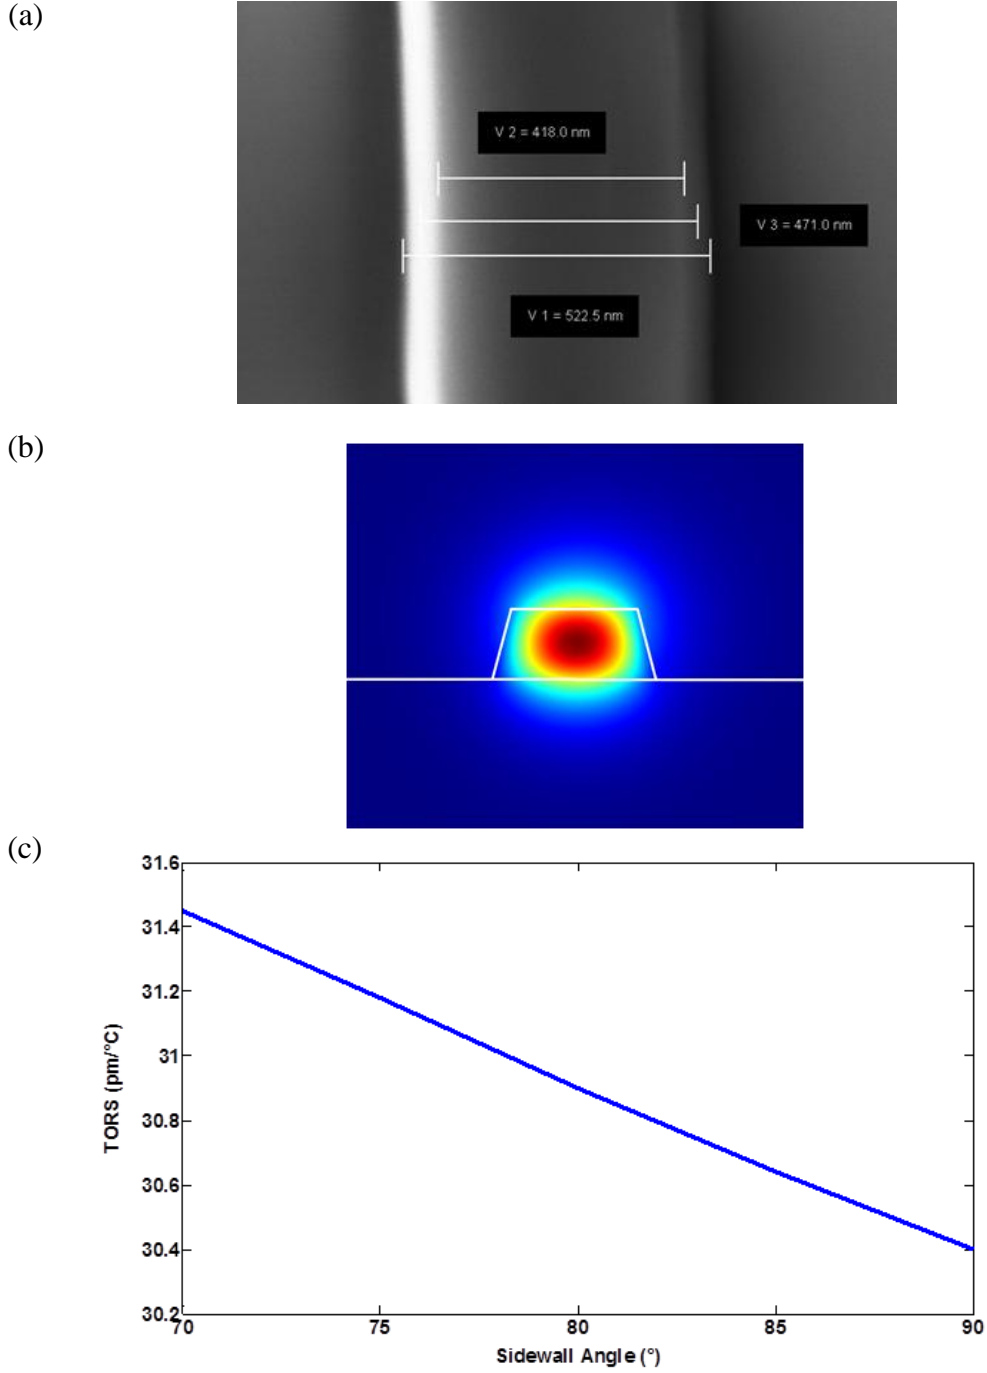 (a)
V 2 = 418.0 nm
V 3 = 471.0 nm
V 1 = 522.5 nm
(b)
(c)
31.6
31.4
31.2
31
30.8
30.6
30.4
30.2
TORS (pm/°C)
70 75 80 85 90
Sidewall Angle (°)